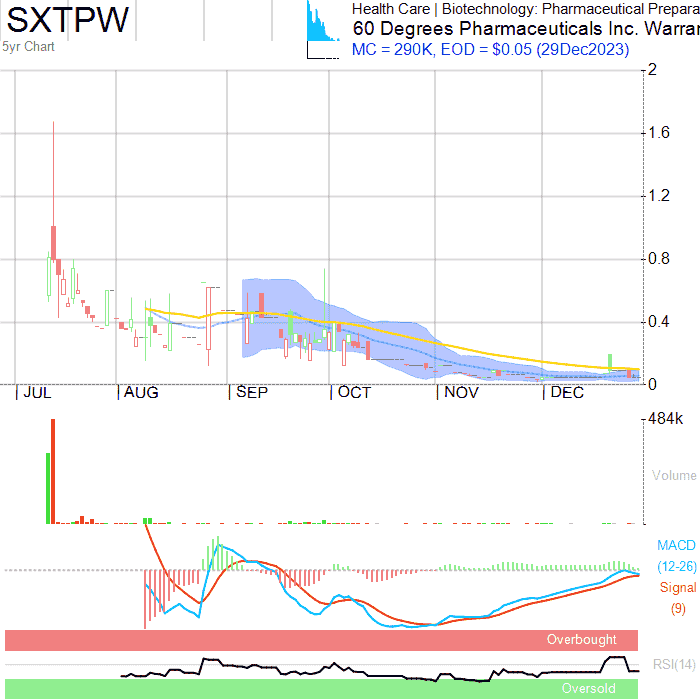 SXTPW
5yr Chart
Health Care | Biotechnology: Pharmaceutical Prepara
60 Degrees Pharmaceuticals Inc. Warran
MC = 290K, EOD = $0.05 (29Dec2023)
2
1.6
1.2
0.8
0.4
0
JUL AUG SEP OCT NOV DEC
484k
Volume
MACD
(12-26)
Signal
(9)
Overbought
RSI(14)
Oversold